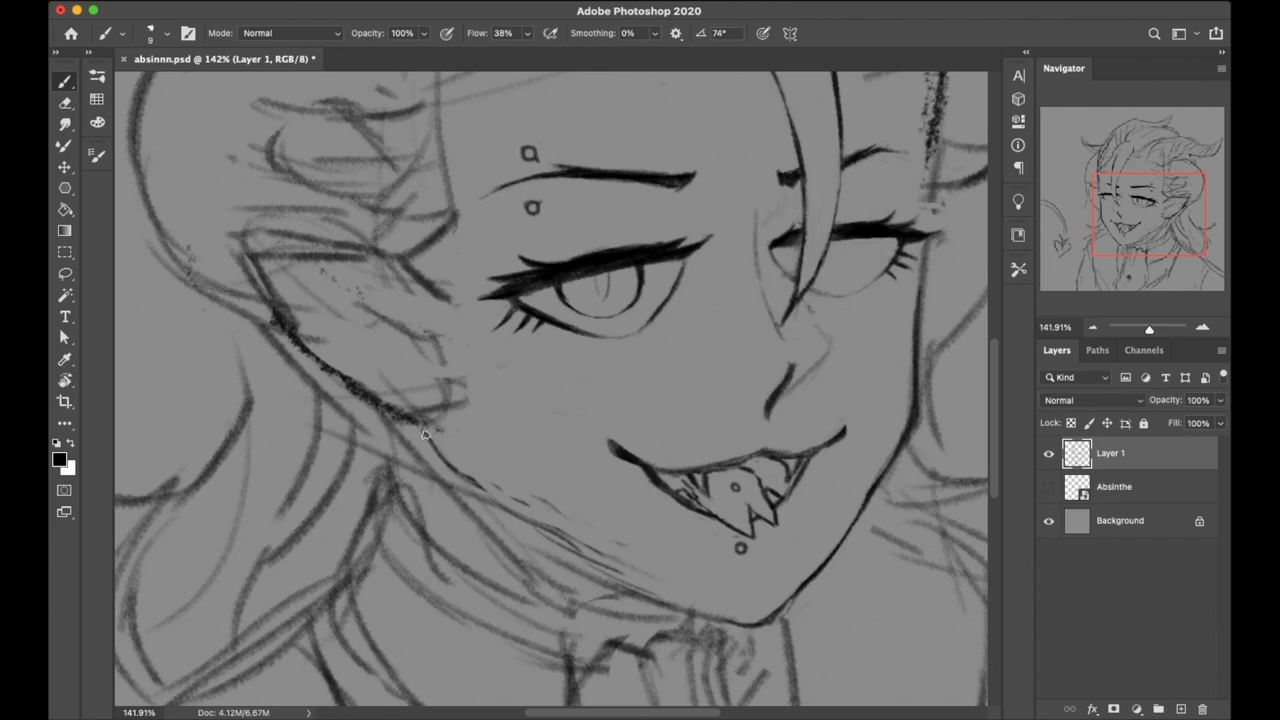 Adobe Photoshop 2020
9
Mode: Normal
Opacity: 100%
Flow: 38%
Smoothing: 0%
74°
absinnn.psd @ 142% (Layer 1, RGB/8) *
Navigator
141.91%
Layers Paths Channels
Kind
Normal
Opacity: 100%
Lock:
Fill: 100%
Layer 1
Absinthe
Background
fx
141.91%
Doc: 4.12M/6.67M